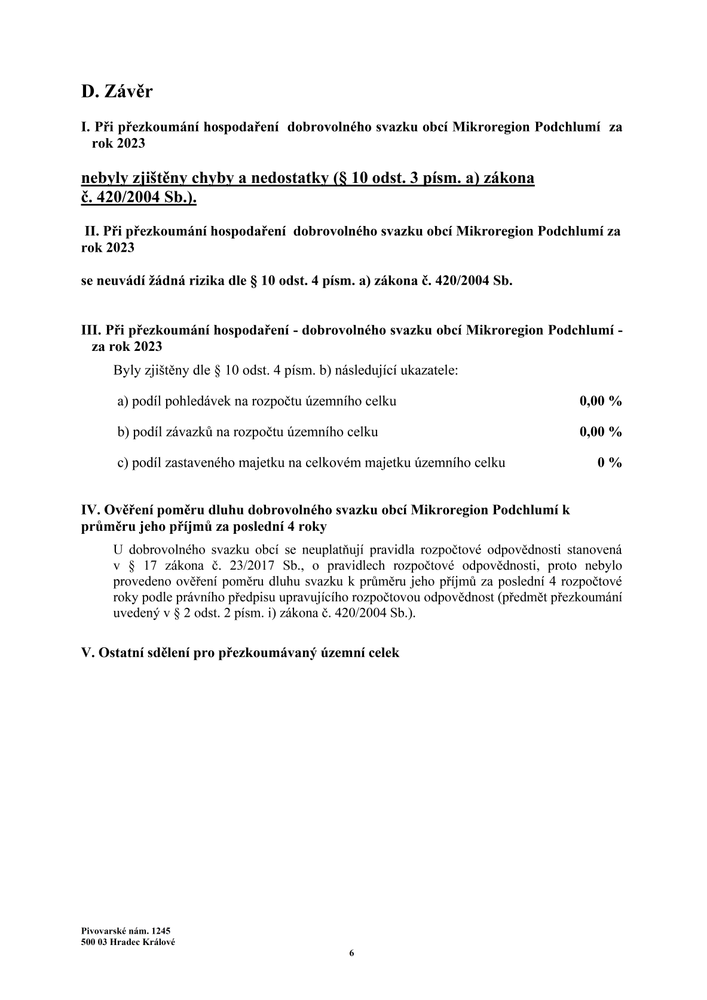 D. Závěr
I. Při přezkoumání hospodaření  dobrovolného svazku obcí Mikroregion Podchlumí  za
rok 2023
nebyly zjištěny chyby a nedostatky (§ 10 odst. 3 písm. a) zákona
č. 420/2004 Sb.).
II. Při přezkoumání hospodaření  dobrovolného svazku obcí Mikroregion Podchlumí za
rok 2023
se neuvádí žádná rizika dle § 10 odst. 4 písm. a) zákona č. 420/2004 Sb.
III. Při přezkoumání hospodaření - dobrovolného svazku obcí Mikroregion Podchlumí -
za rok 2023
Byly zjištěny dle § 10 odst. 4 písm. b) následující ukazatele:
a) podíl pohledávek na rozpočtu územního celku 0,00 %
b) podíl závazků na rozpočtu územního celku 0,00 %
c) podíl zastaveného majetku na celkovém majetku územního celku 0 %
IV. Ověření poměru dluhu dobrovolného svazku obcí Mikroregion Podchlumí k
průměru jeho příjmů za poslední 4 roky
U dobrovolného svazku obcí se neuplatňují pravidla rozpočtové odpovědnosti stanovená
v § 17 zákona č. 23/2017 Sb., o pravidlech rozpočtové odpovědnosti, proto nebylo
provedeno ověření poměru dluhu svazku k průměru jeho příjmů za poslední 4 rozpočtové
roky podle právního předpisu upravujícího rozpočtovou odpovědnost (předmět přezkoumání
uvedený v § 2 odst. 2 písm. i) zákona č. 420/2004 Sb.).
V. Ostatní sdělení pro přezkoumávaný územní celek
Pivovarské nám. 1245
500 03 Hradec Králové
6